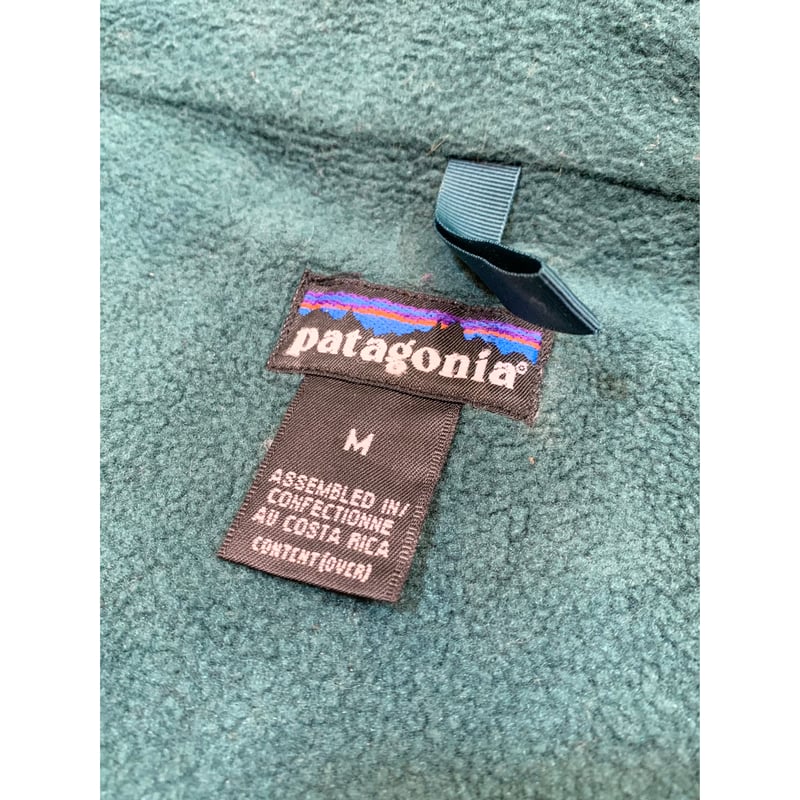 patagonia®
M
ASSEMBLED IN/
CONFECTIONNE
AU COSTA RICA
CONTENT(OVER)